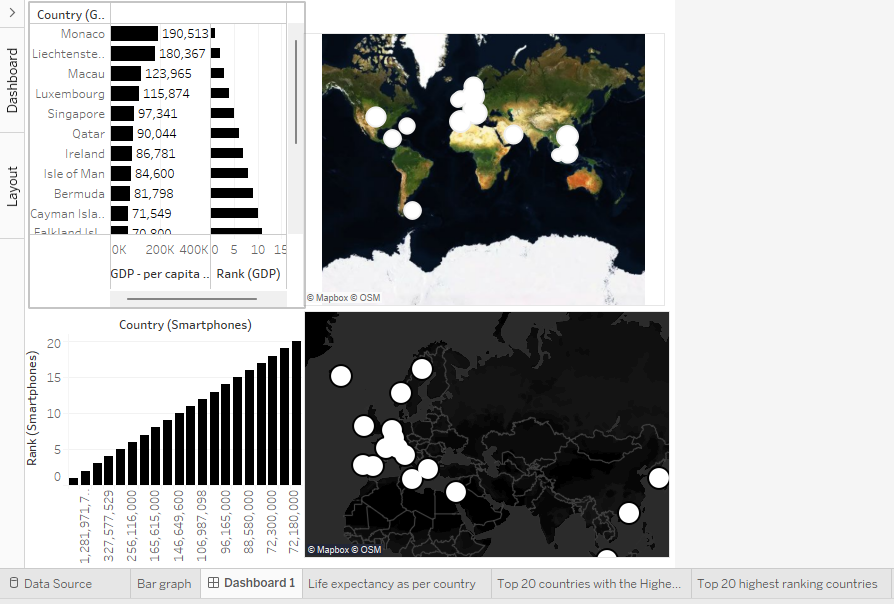 Dashboard
Layout
Country (G..
Monaco 190,513
Liechtenste.. 180,367
Macau 123,965
Luxembourg 115,874
Singapore 97,341
Qatar 90,044
Ireland 86,781
Isle of Man 84,600
Bermuda 81,798
Cayman Isla.. 71,549
Falkland Isl.. 70,800
0K 200K 400K 0 5 10 15
GDP - per capita .. Rank (GDP)
© Mapbox © OSM
Country (Smartphones)
Rank (Smartphones)
20
15
10
5
0
1,281,971,7..
327,577,529
256,116,000
165,615,000
146,649,600
106,987,098
96,165,000
88,580,000
72,300,000
72,180,000
© Mapbox © OSM
Data Source Bar graph Dashboard 1 Life expectancy as per country Top 20 countries with the Highe... Top 20 highest ranking countries